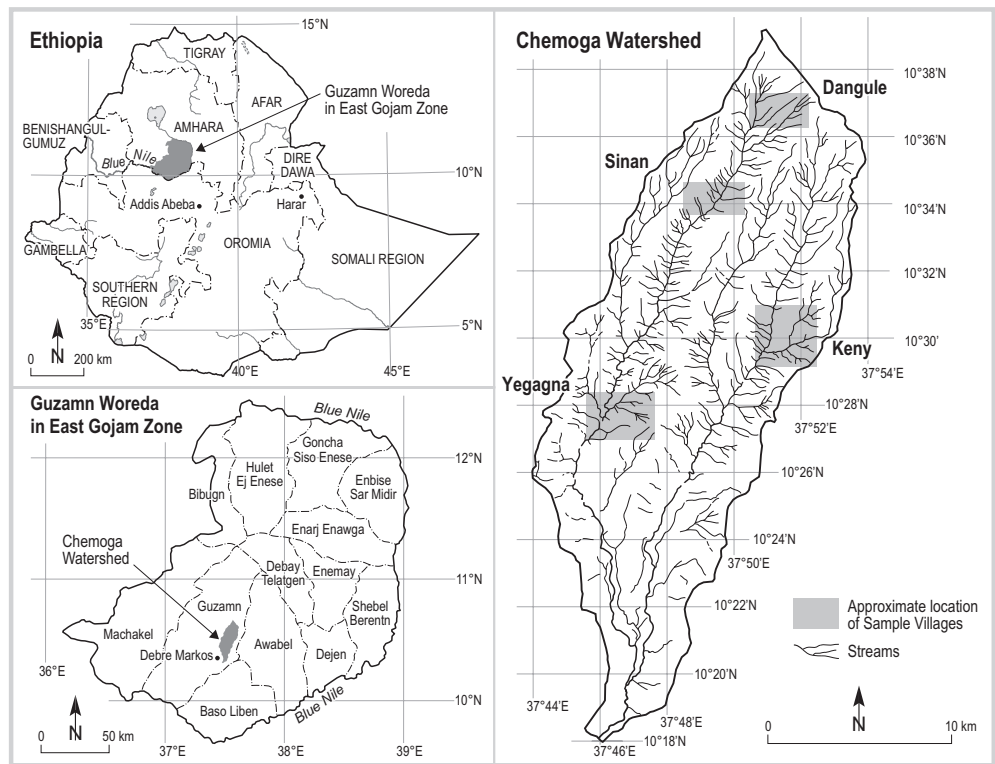 Ethiopia
15°N
TIGRAY
Guzamn Woreda
in East Gojam Zone
AFAR
AMHARA
BENISHANGUL-
GUMUZ
Blue Nile
DIRE
DAWA
10°N
Addis Abeba
Harar
OROMIA
GAMBELLA
SOMALI REGION
SOUTHERN
REGION
35°E
5°N
N
0 200 km
40°E
45°E
Guzamn Woreda
in East Gojam Zone
Blue Nile
Goncha
Siso Enese
12°N
Hulet
Ej Enese
Enbise
Sar Midir
Bibugn
Enarj Enawga
Chemoga
Watershed
Debay
Telatgen
Enemay
11°N
Guzamn
Shebel
Berentn
Machakel
Awabel
Debre Markos
Dejen
36°E
Baso Liben
Blue Nile
10°N
N
0 50 km
37°E
38°E
39°E
Chemoga Watershed
10°38'N
Dangule
10°36'N
Sinan
10°34'N
10°32'N
10°30'
Keny
37°54'E
Yegagna
10°28'N
37°52'E
10°26'N
10°24'N
37°50'E
10°22'N
Approximate location
of Sample Villages
Streams
10°20'N
37°44'E
37°48'E
N
0 10 km
37°46'E
10°18'N